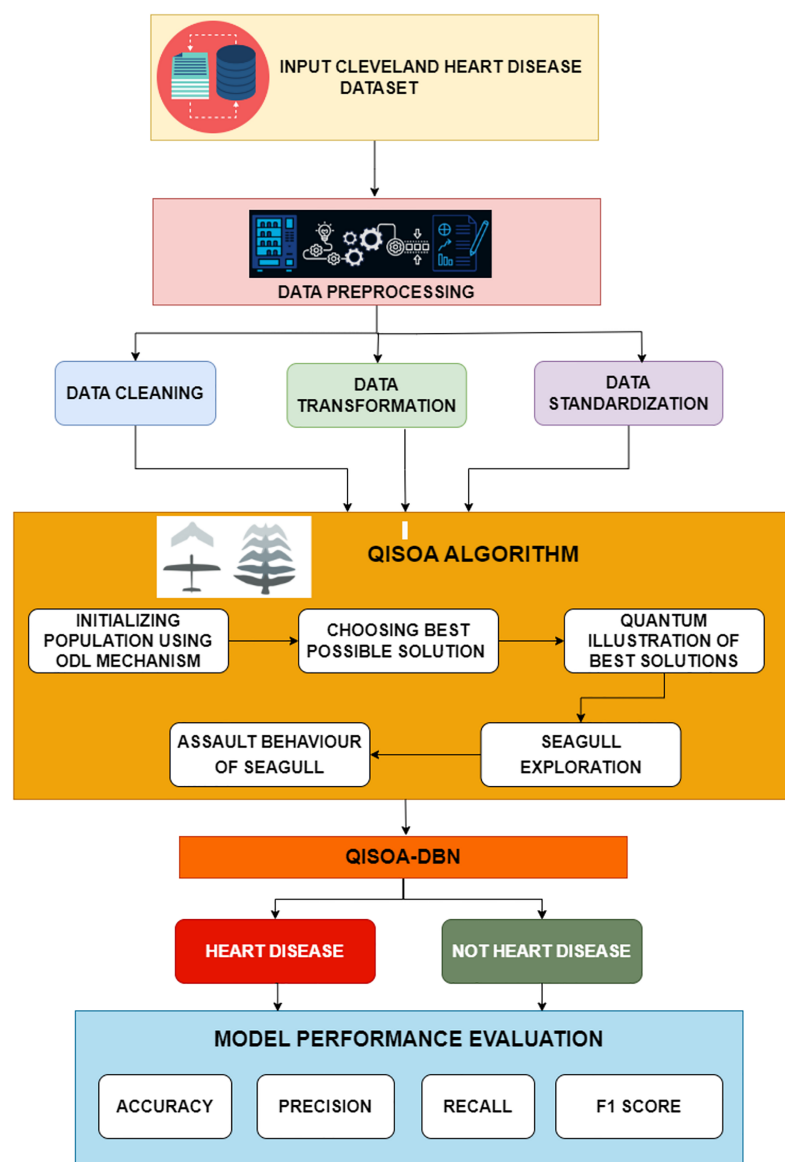 INPUT CLEVELAND HEART DISEASE
DATASET
DATA PREPROCESSING
DATA CLEANING
DATA
TRANSFORMATION
DATA
STANDARDIZATION
QISOA ALGORITHM
INITIALIZING
POPULATION USING
ODL MECHANISM
CHOOSING BEST
POSSIBLE SOLUTION
QUANTUM
ILLUSTRATION OF
BEST SOLUTIONS
ASSAULT BEHAVIOUR
OF SEAGULL
SEAGULL
EXPLORATION
QISOA-DBN
HEART DISEASE
NOT HEART DISEASE
MODEL PERFORMANCE EVALUATION
ACCURACY
PRECISION
RECALL
F1 SCORE